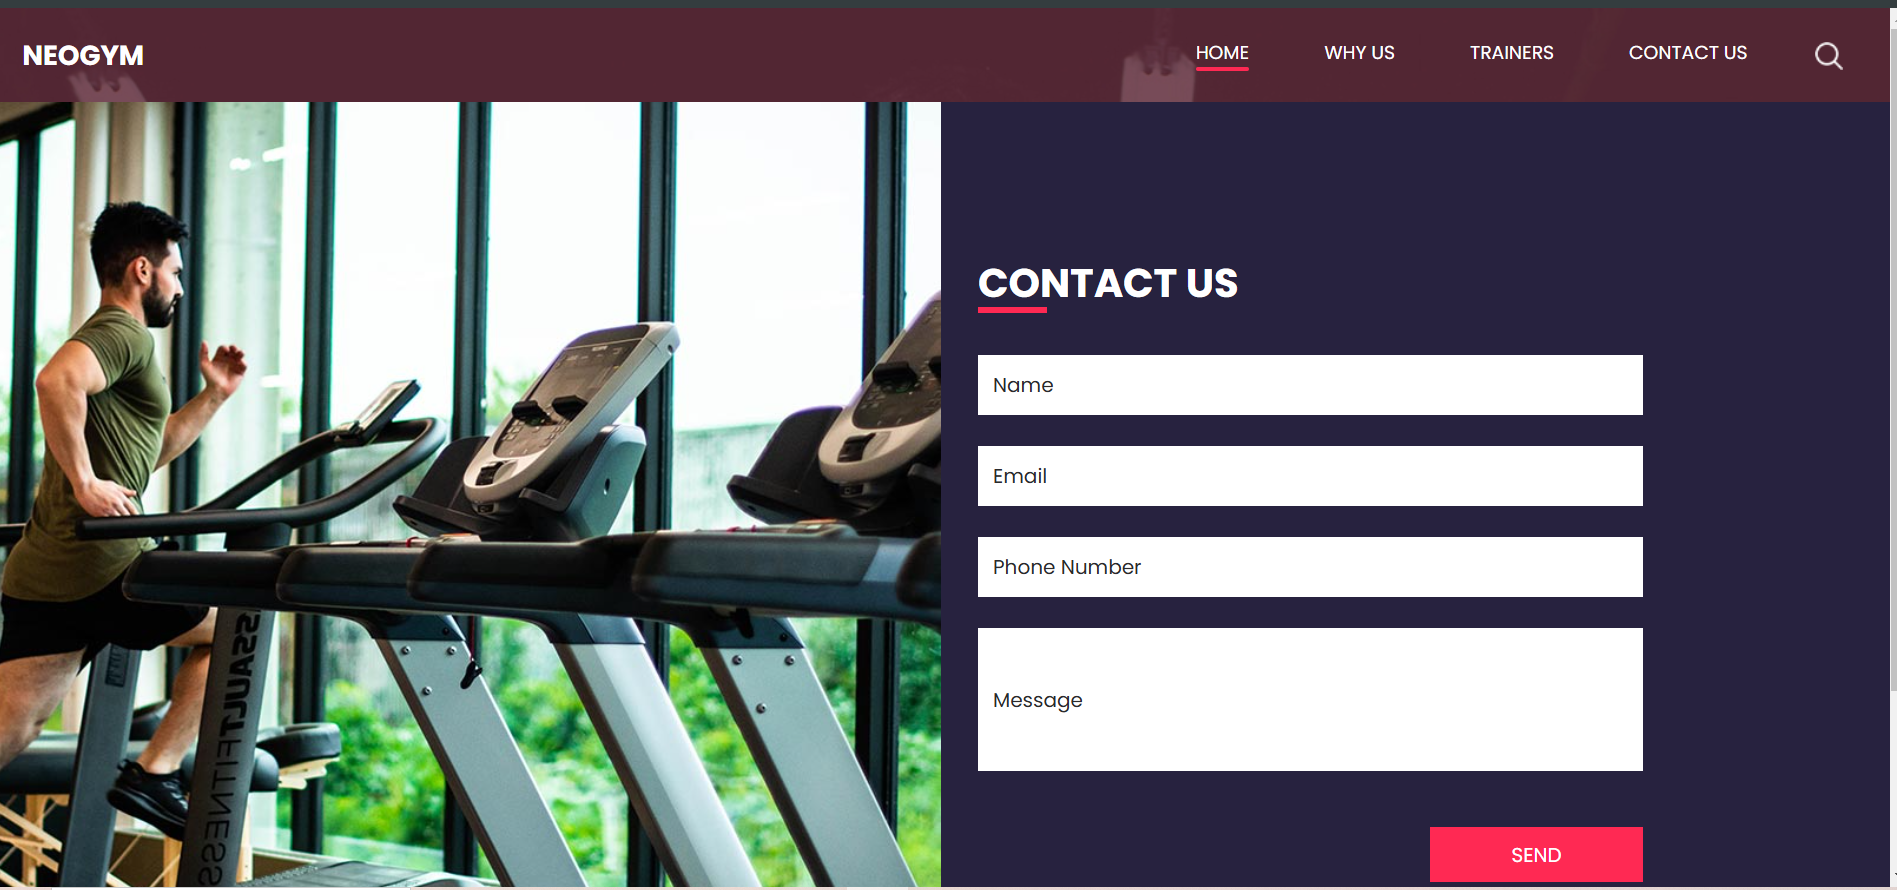 NEOGYM
HOME WHY US TRAINERS CONTACT US
CONTACT US
Name
Email
Phone Number
Message
SEND